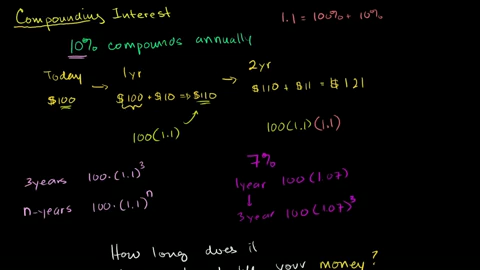 Compounding Interest
1.1 = 100% + 10%
10% compounds annually
Today → 1yr → 2yr
$100 $100 + $10 ⇒ $110 $110 + $11 = $121
100(1.1) 100(1.1)(1.1)
7%
3years 100·(1.1)³ 1year 100(1.07)
↓
n-years 100·(1.1)ⁿ 3year 100(107)³
How long does it
your money?